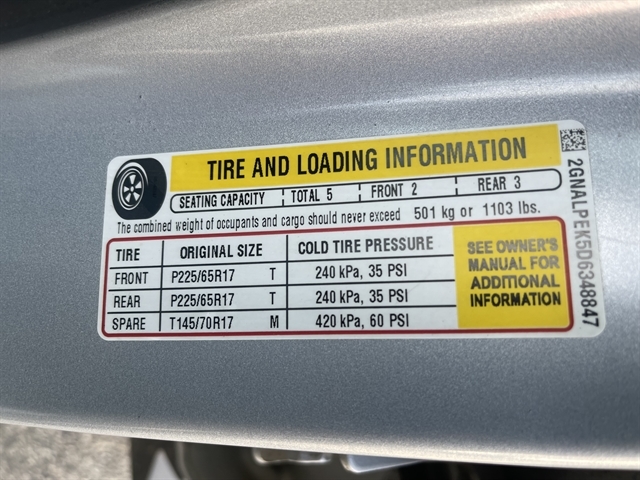 TIRE AND LOADING INFORMATION
SEATING CAPACITY TOTAL 5 FRONT 2 REAR 3
The combined weight of occupants and cargo should never exceed 501 kg or 1103 lbs.
TIRE ORIGINAL SIZE COLD TIRE PRESSURE
FRONT P225/65R17 T 240 kPa, 35 PSI
REAR P225/65R17 T 240 kPa, 35 PSI
SPARE T145/70R17 M 420 kPa, 60 PSI
SEE OWNER'S
MANUAL FOR
ADDITIONAL
INFORMATION
2GNALPEK5D6348847